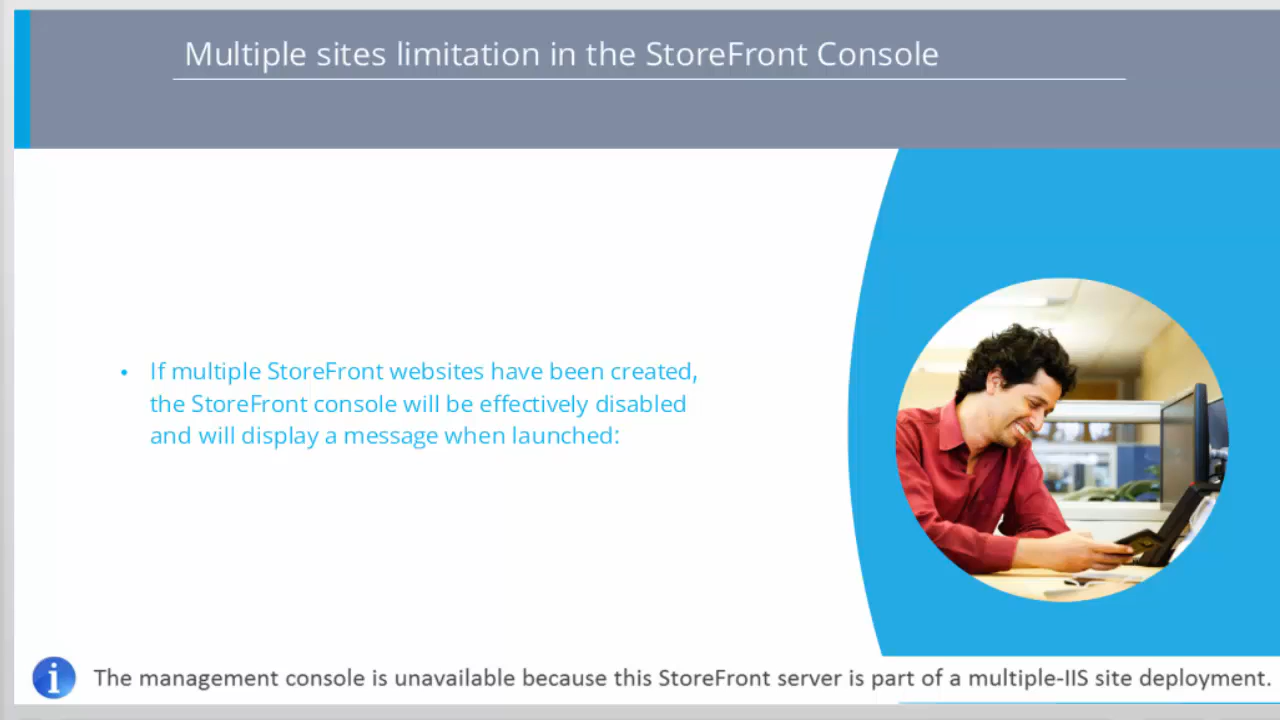 Multiple sites limitation in the StoreFront Console
• If multiple StoreFront websites have been created,
the StoreFront console will be effectively disabled
and will display a message when launched:
i The management console is unavailable because this StoreFront server is part of a multiple-IIS site deployment.